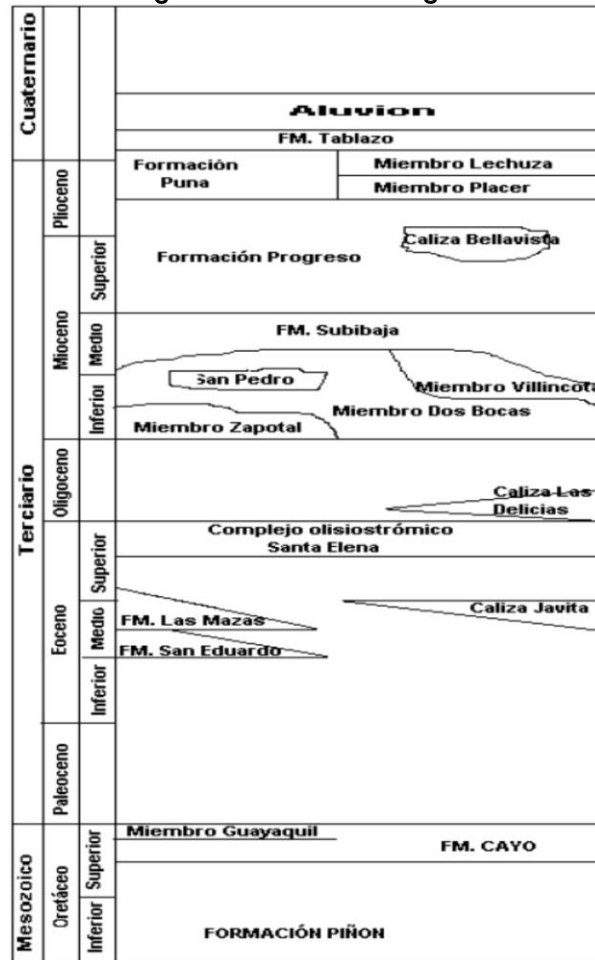 Cuaternario
Aluvion
FM. Tablazo
Terciario
Plioceno
Formación
Puna
Miembro Lechuza
Miembro Placer
Mioceno
Superior
Caliza Bellavista
Formación Progreso
Medio
FM. Subibaja
Inferior
San Pedro
Miembro Villincota
Miembro Dos Bocas
Miembro Zapotal
Oligoceno
Caliza Las
Delicias
Eoceno
Superior
Complejo olisiostrómico
Santa Elena
Medio
FM. Las Mazas
Caliza Javita
FM. San Eduardo
Inferior
Paleoceno
Mesozoico
Oretáceo
Superior
Miembro Guayaquil
FM. CAYO
Inferior
FORMACIÓN PIÑON